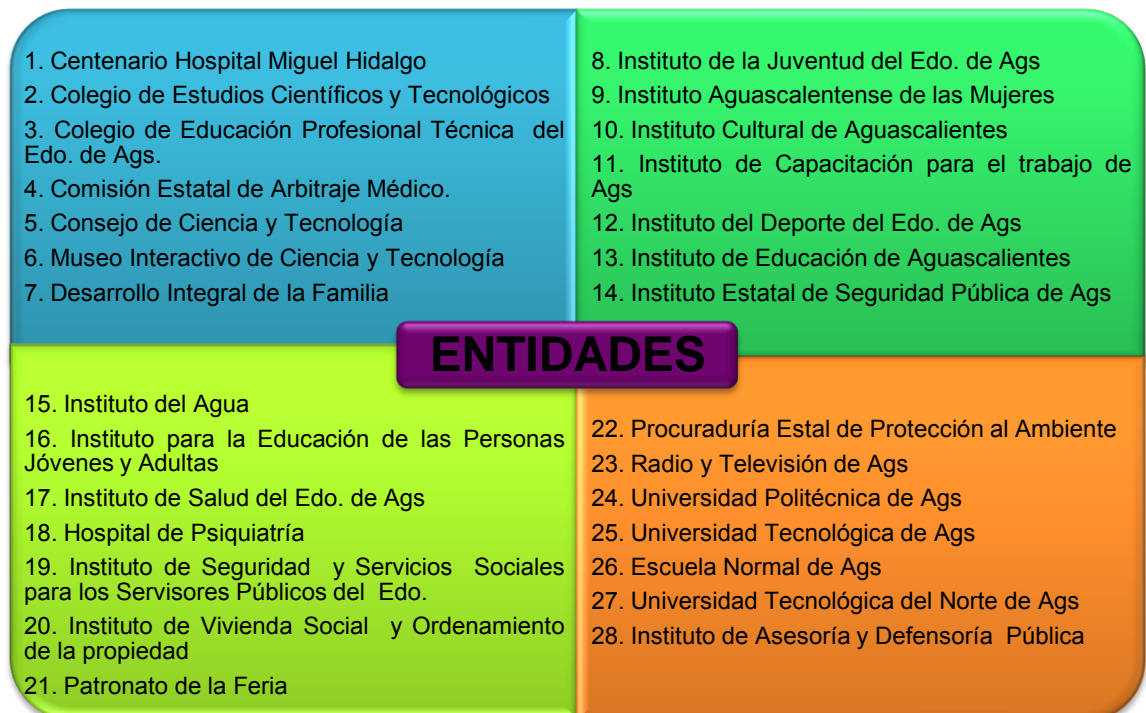 1. Centenario Hospital Miguel Hidalgo
2. Colegio de Estudios Científicos y Tecnológicos
3. Colegio de Educación Profesional Técnica del
Edo. de Ags.
4. Comisión Estatal de Arbitraje Médico.
5. Consejo de Ciencia y Tecnología
6. Museo Interactivo de Ciencia y Tecnología
7. Desarrollo Integral de la Familia
8. Instituto de la Juventud del Edo. de Ags
9. Instituto Aguascalentense de las Mujeres
10. Instituto Cultural de Aguascalientes
11. Instituto de Capacitación para el trabajo de
Ags
12. Instituto del Deporte del Edo. de Ags
13. Instituto de Educación de Aguascalientes
14. Instituto Estatal de Seguridad Pública de Ags
ENTIDADES
15. Instituto del Agua
16. Instituto para la Educación de las Personas
Jóvenes y Adultas
17. Instituto de Salud del Edo. de Ags
18. Hospital de Psiquiatría
19. Instituto de Seguridad y Servicios Sociales
para los Servisores Públicos del Edo.
20. Instituto de Vivienda Social y Ordenamiento
de la propiedad
21. Patronato de la Feria
22. Procuraduría Estal de Protección al Ambiente
23. Radio y Televisión de Ags
24. Universidad Politécnica de Ags
25. Universidad Tecnológica de Ags
26. Escuela Normal de Ags
27. Universidad Tecnológica del Norte de Ags
28. Instituto de Asesoría y Defensoría Pública